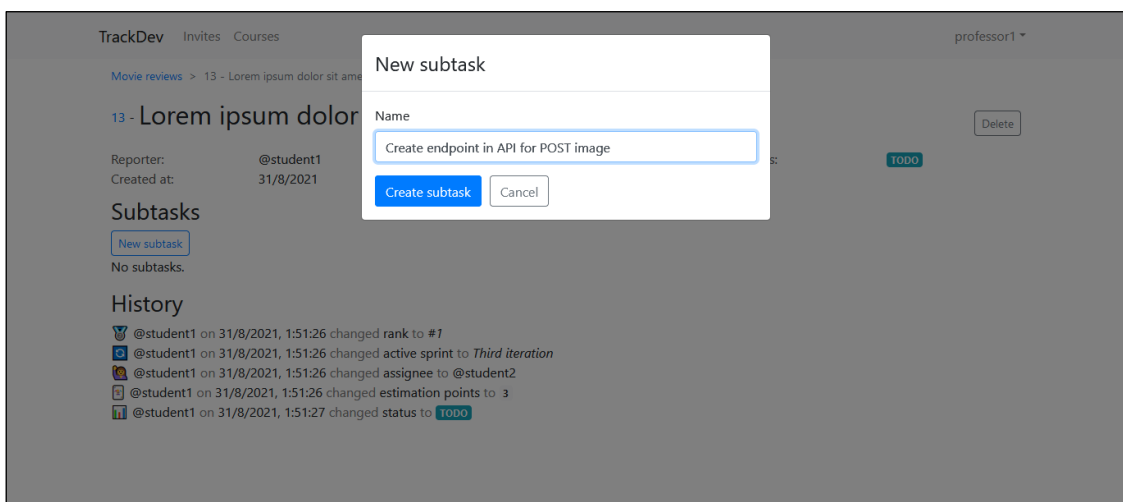 TrackDev Invites Courses professor1
New subtask
Movie reviews > 13 - Lorem ipsum dolor sit ame
13 - Lorem ipsum dolor
Delete
Name
Create endpoint in API for POST image
Reporter: @student1 s: TODO
Created at: 31/8/2021
Create subtask Cancel
Subtasks
New subtask
No subtasks.
History
@student1 on 31/8/2021, 1:51:26 changed rank to #1
@student1 on 31/8/2021, 1:51:26 changed active sprint to Third iteration
@student1 on 31/8/2021, 1:51:26 changed assignee to @student2
@student1 on 31/8/2021, 1:51:26 changed estimation points to 3
@student1 on 31/8/2021, 1:51:27 changed status to TODO